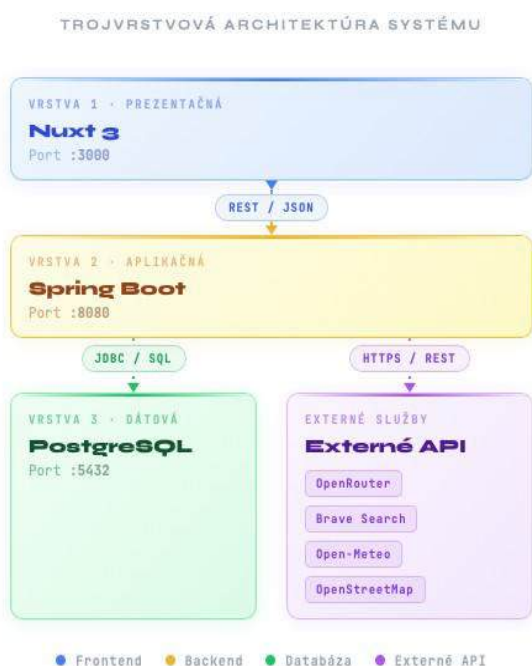 TROJVRSTVOVÁ ARCHITEKTÚRA SYSTÉMU
VRSTVA 1 · PREZENTAČNÁ
Nuxt 3
Port :3000
REST / JSON
VRSTVA 2 · APLIKAČNÁ
Spring Boot
Port :8080
JDBC / SQL
HTTPS / REST
VRSTVA 3 · DÁTOVÁ
PostgreSQL
Port :5432
EXTERNÉ SLUŽBY
Externé API
OpenRouter
Brave Search
Open-Meteo
OpenStreetMap
Frontend Backend Databáza Externé API